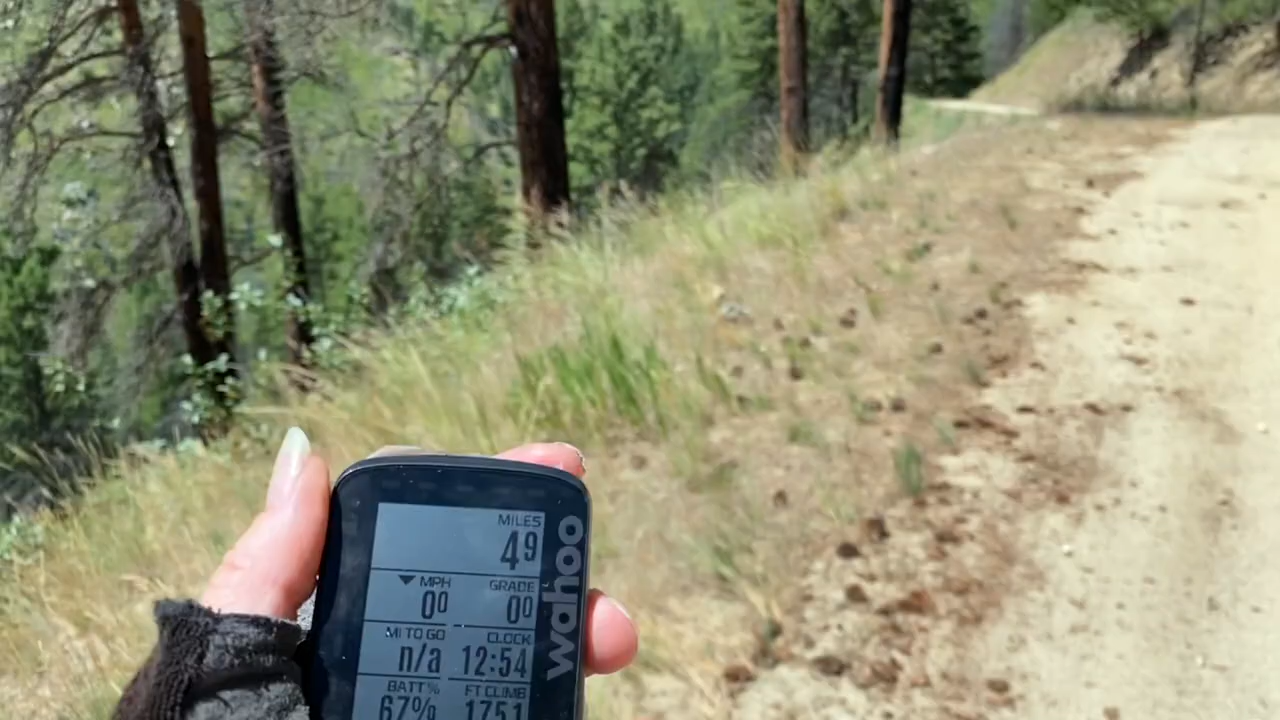 MILES
49
MPH GRADE
00 00
MI TO GO CLOCK
n/a 12:54
BATT% FT CLIMB
67% 1751
wahoo